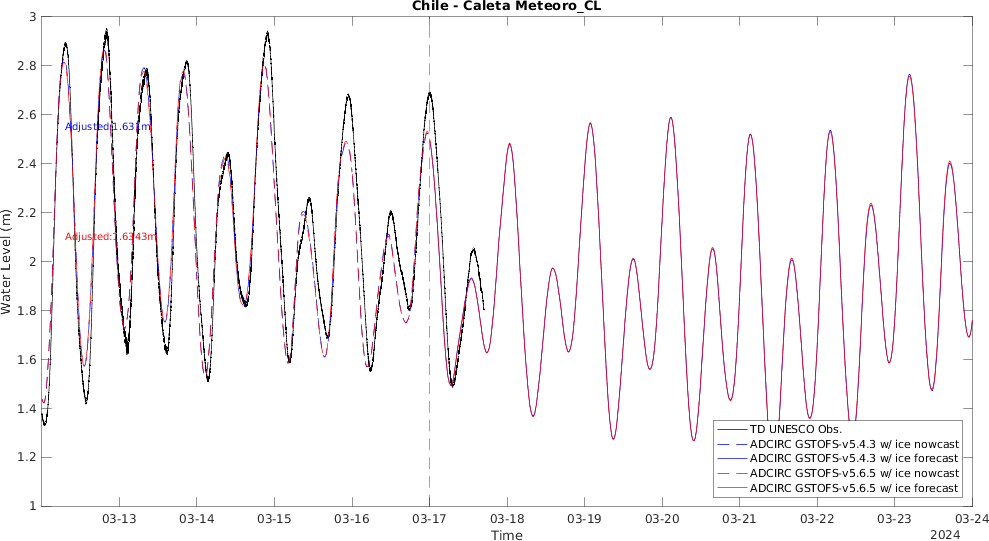 Chile - Caleta Meteoro_CL
3
2.8
2.6
2.4
2.2
2
1.8
1.6
1.4
1.2
1
Water Level (m)
Adjusted:1.631m
Adjusted:1.6343m
TD UNESCO Obs.
ADCIRC GSTOFS-v5.4.3 w/ ice nowcast
ADCIRC GSTOFS-v5.4.3 w/ ice forecast
ADCIRC GSTOFS-v5.6.5 w/ ice nowcast
ADCIRC GSTOFS-v5.6.5 w/ ice forecast
03-13 03-14 03-15 03-16 03-17 03-18 03-19 03-20 03-21 03-22 03-23 03-24
Time
2024